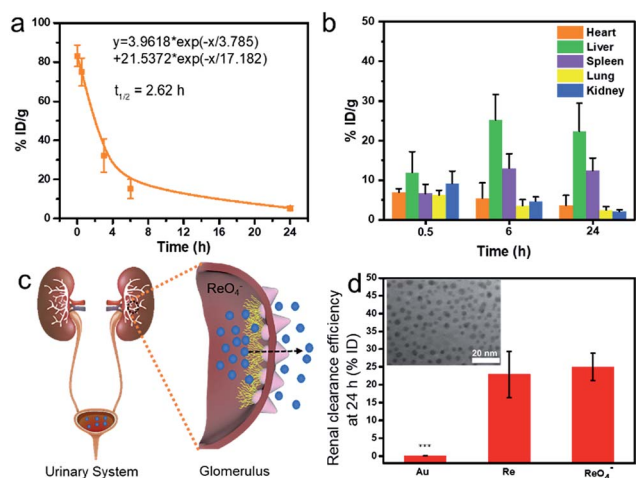 a
y=3.9618*exp(-x/3.785)
+21.5372*exp(-x/17.182)
t1/2 = 2.62 h
% ID/g
100
80
60
40
20
0
0 4 8 12 16 20 24
Time (h)
b
Heart
Liver
Spleen
Lung
Kidney
% ID/g
50
40
30
20
10
0
0.5 6 24
Time (h)
c
ReO4-
Urinary System
Glomerulus
d
20 nm
Renal clearance efficiency
at 24 h (% ID)
50
45
40
35
30
25
20
15
10
5
0
***
Au Re ReO4-